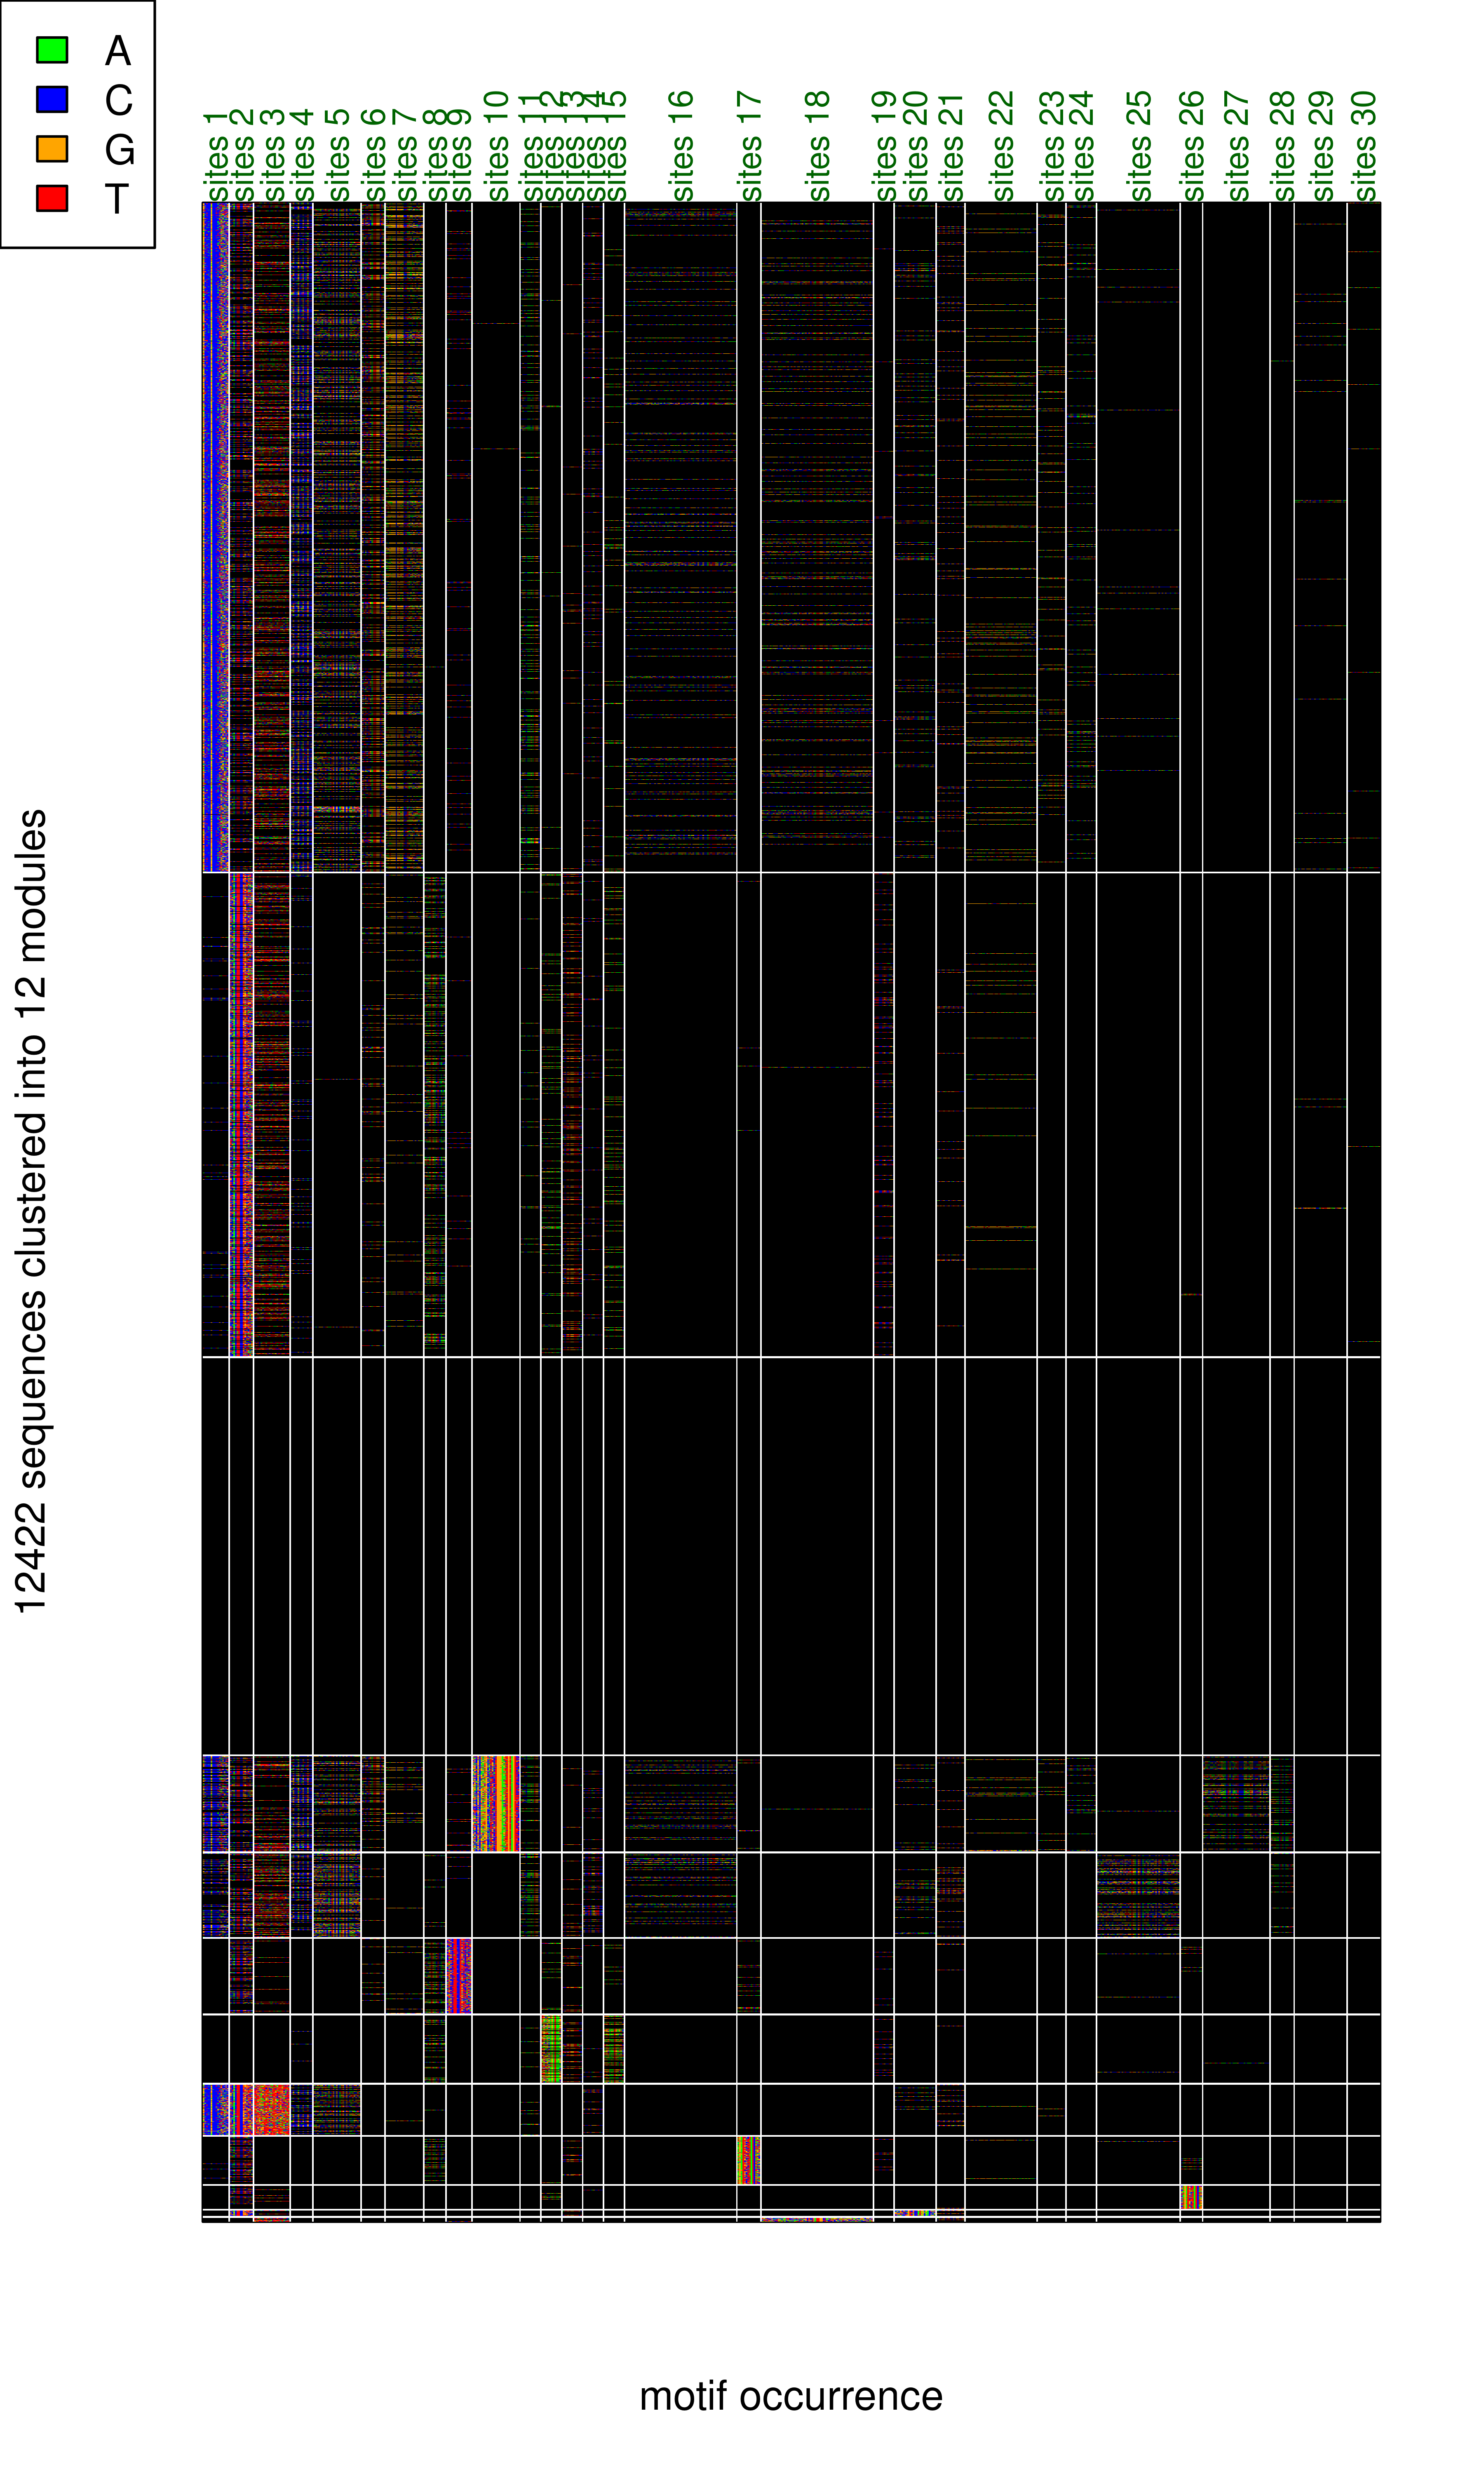 A
C
G
T
sites 1
sites 2
sites 3
sites 4
sites 5
sites 6
sites 7
sites 8
sites 9
sites 10
sites 11
sites 12
sites 13
sites 14
sites 15
sites 16
sites 17
sites 18
sites 19
sites 20
sites 21
sites 22
sites 23
sites 24
sites 25
sites 26
sites 27
sites 28
sites 29
sites 30
12422 sequences clustered into 12 modules
motif occurrence